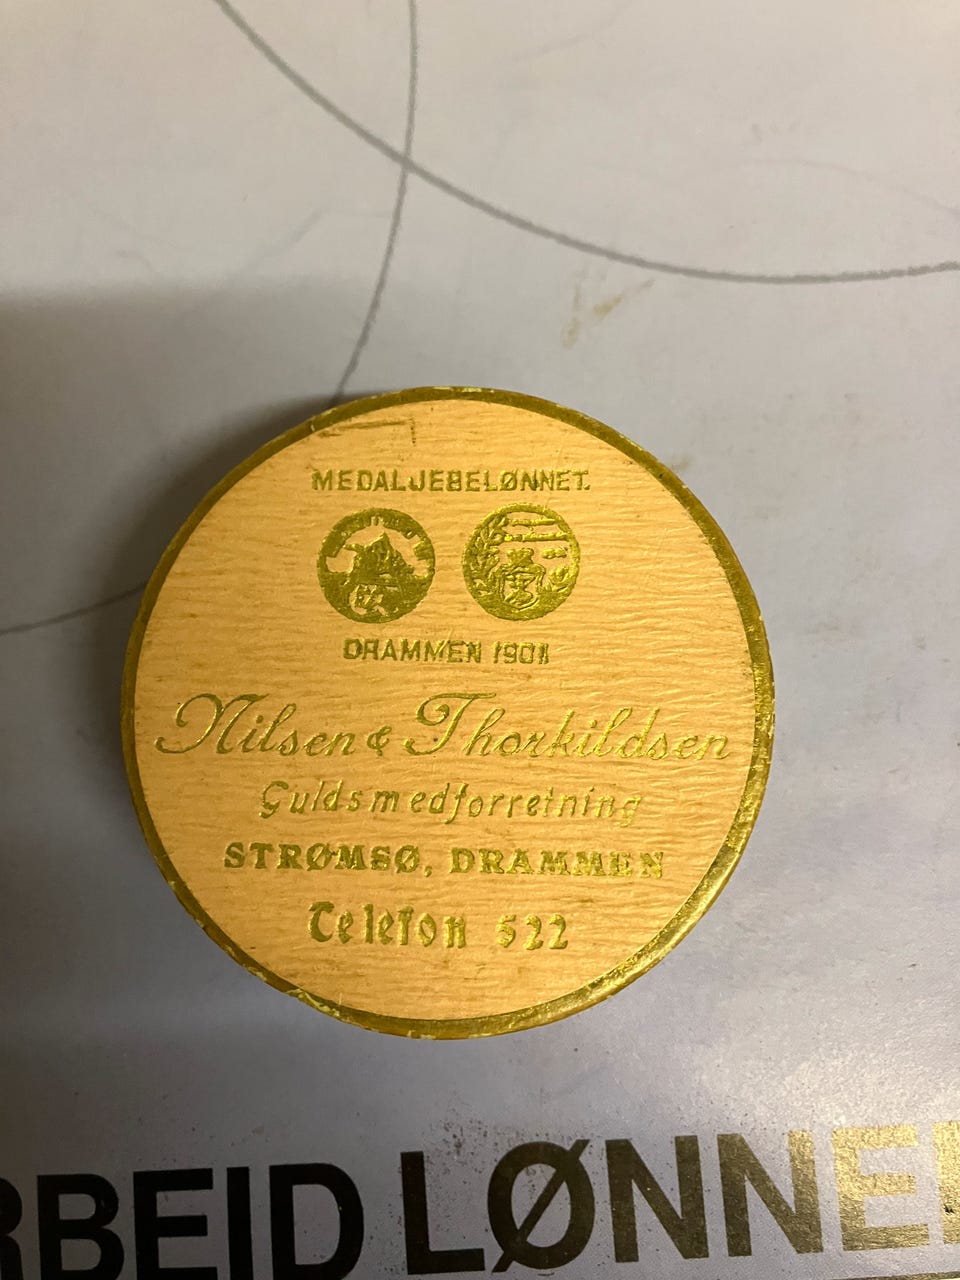 MEDALJEBELØNNET.
DRAMMEN 1901
Nilsen & Thorkildsen
Guldsmedforretning
STRØMSØ, DRAMMEN
Telefon 522
RBEID LØNNE